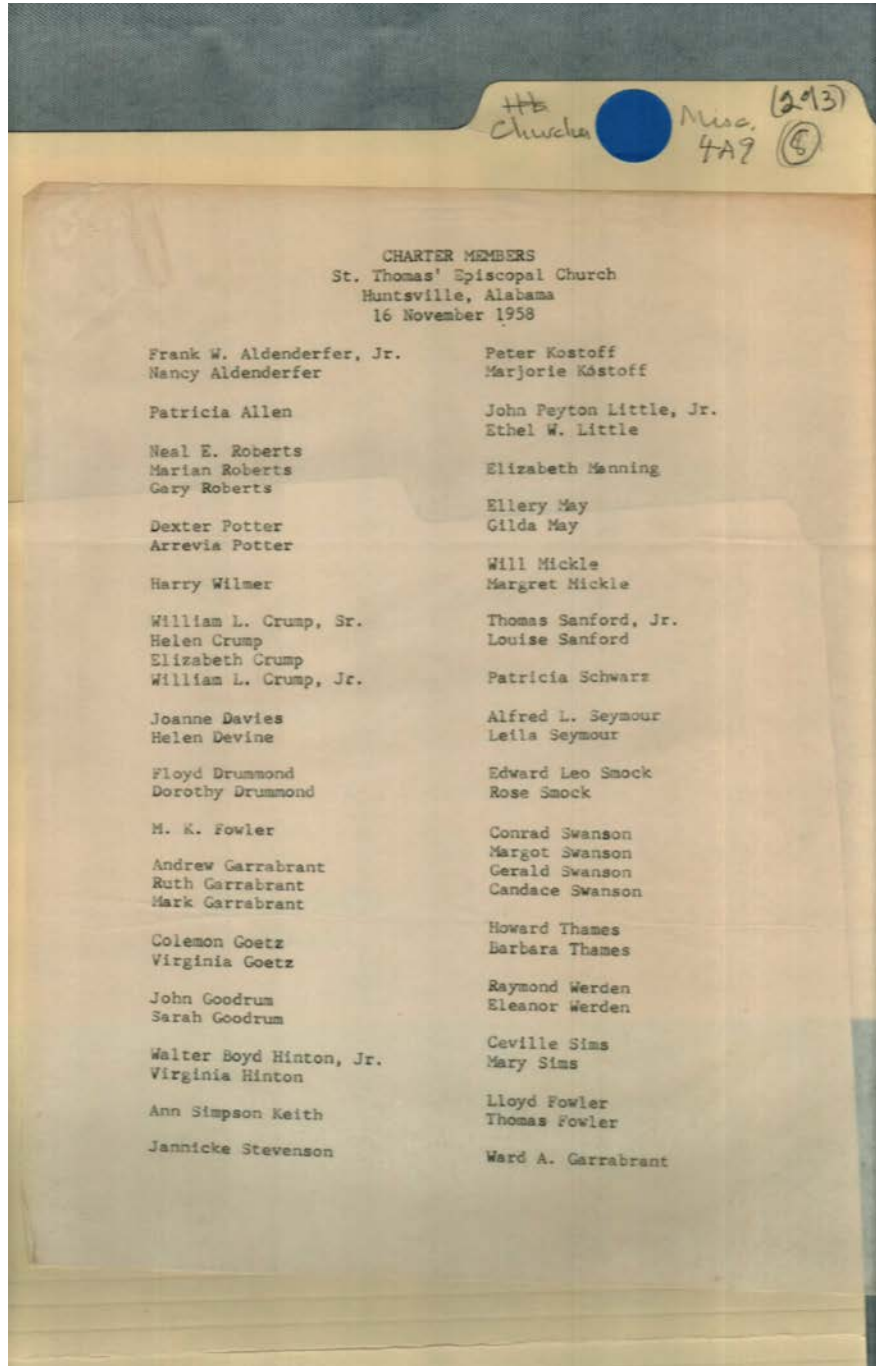 Churches
Misc.
4A9
(2 of 3)
8
CHARTER MEMBERS
St. Thomas' Episcopal Church
Huntsville, Alabama
16 November 1958
Frank W. Aldenderfer, Jr.
Nancy Aldenderfer
Patricia Allen
Neal E. Roberts
Marian Roberts
Gary Roberts
Dexter Potter
Arrevia Potter
Harry Wilmer
William L. Crump, Sr.
Helen Crump
Elizabeth Crump
William L. Crump, Jr.
Joanne Davies
Helen Devine
Floyd Drummond
Dorothy Drummond
M. K. Fowler
Andrew Garrabrant
Ruth Garrabrant
Mark Garrabrant
Colemon Goetz
Virginia Goetz
John Goodrum
Sarah Goodrum
Walter Boyd Hinton, Jr.
Virginia Hinton
Ann Simpson Keith
Jannicke Stevenson
Peter Kostoff
Marjorie Kostoff
John Peyton Little, Jr.
Ethel W. Little
Elizabeth Manning
Ellery May
Gilda May
Will Mickle
Margret Mickle
Thomas Sanford, Jr.
Louise Sanford
Patricia Schwarz
Alfred L. Seymour
Leila Seymour
Edward Leo Smock
Rose Smock
Conrad Swanson
Margot Swanson
Gerald Swanson
Candace Swanson
Howard Thames
Barbara Thames
Raymond Werden
Eleanor Werden
Ceville Sims
Mary Sims
Lloyd Fowler
Thomas Fowler
Ward A. Garrabrant